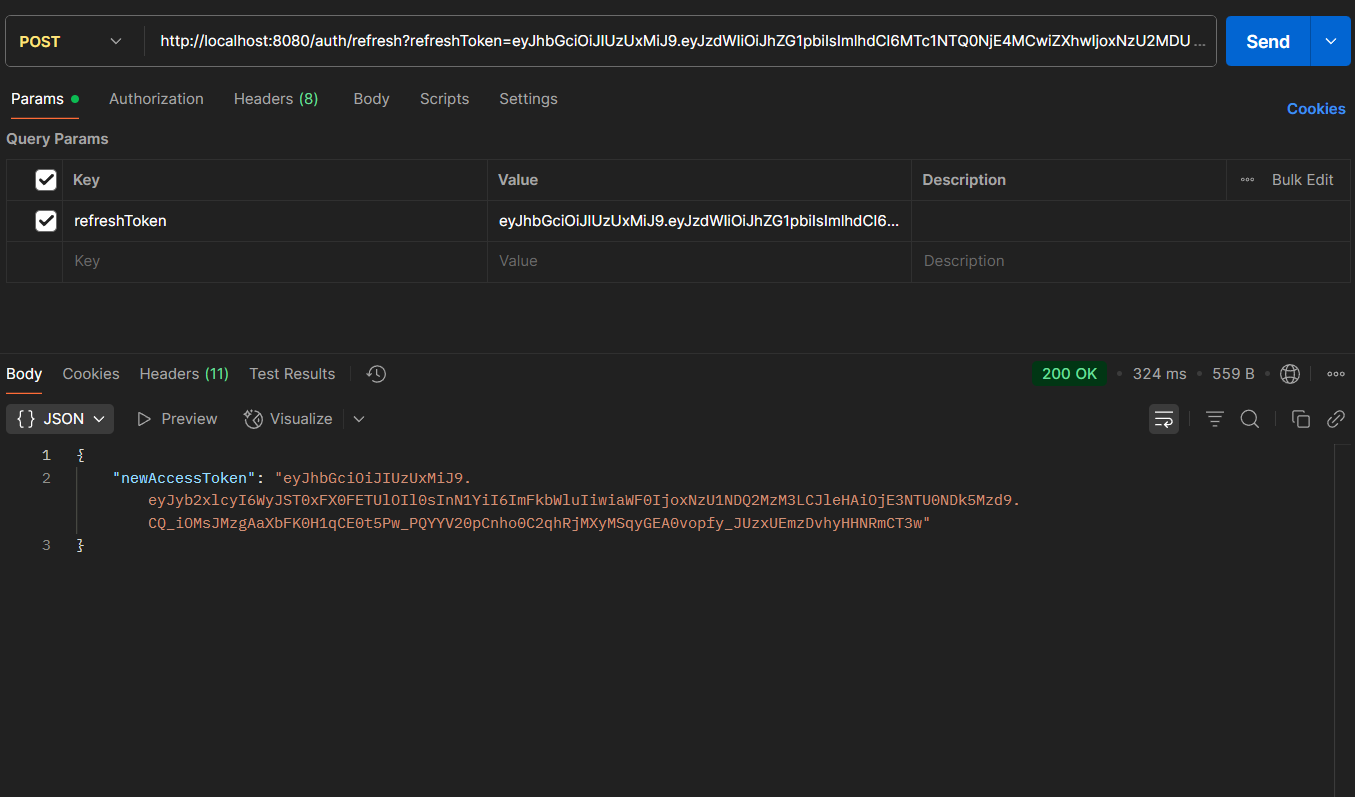 POST http://localhost:8080/auth/refresh?refreshToken=eyJhbGciOiJIUzUxMiJ9.eyJzdWIiOiJhZG1pbiIsImlhdCI6MTc1NTQ0NjE4MCwiZXhwIjoxNzU2MDU ... Send
Params Authorization Headers (8) Body Scripts Settings Cookies
Query Params
Key Value Description Bulk Edit
refreshToken eyJhbGciOiJIUzUxMiJ9.eyJzdWIiOiJhZG1pbiIsImlhdCI6...
Key Value Description
Body Cookies Headers (11) Test Results 200 OK 324 ms 559 B
{} JSON Preview Visualize
1 {
2 "newAccessToken": "eyJhbGciOiJIUzUxMiJ9.
eyJyb2xlcyI6WyJST0xFX0FETUlOIl0sInN1YiI6ImFkbWluIiwiaWF0IjoxNzU1NDQ2MzM3LCJleHAiOjE3NTU0NDk5Mzd9.
CQ_iOMsJMzgAaXbFK0H1qCE0t5Pw_PQYYV20pCnho0C2qhRjMXyMSqyGEA0vopfy_JUzxUEmzDvhyHHNRmCT3w"
3 }